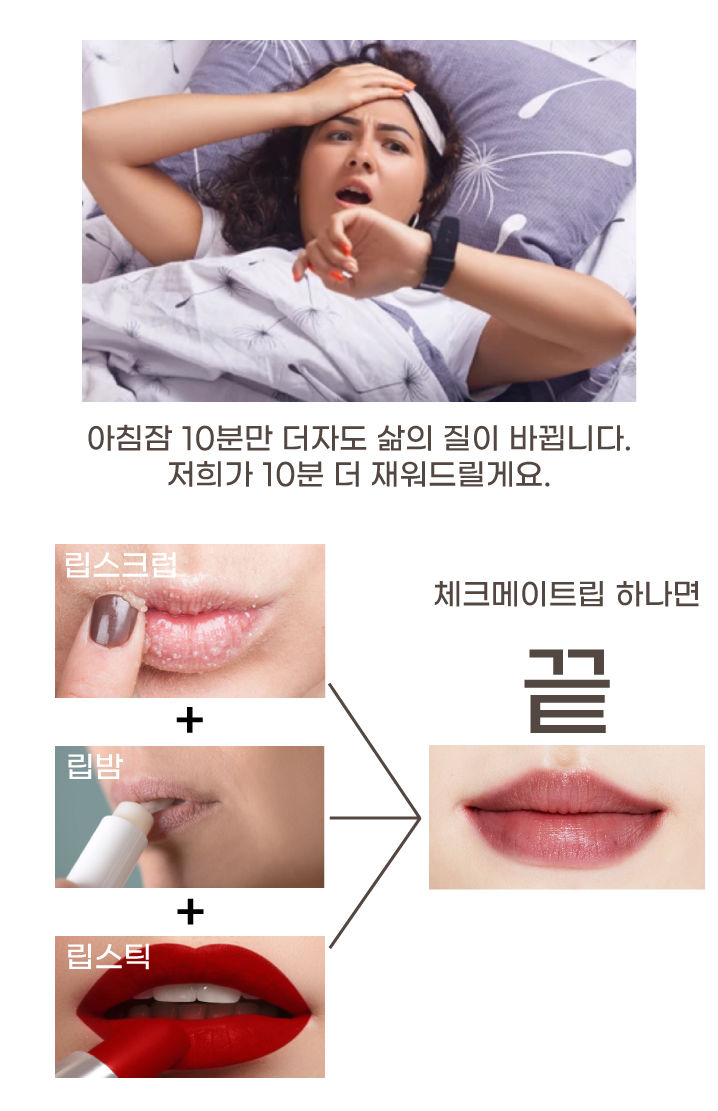 아침잠 10분만 더자도 삶의 질이 바뀝니다.
저희가 10분 더 재워드릴게요.
립스크럽
+
립밤
+
립스틱
체크메이트립 하나면
끝